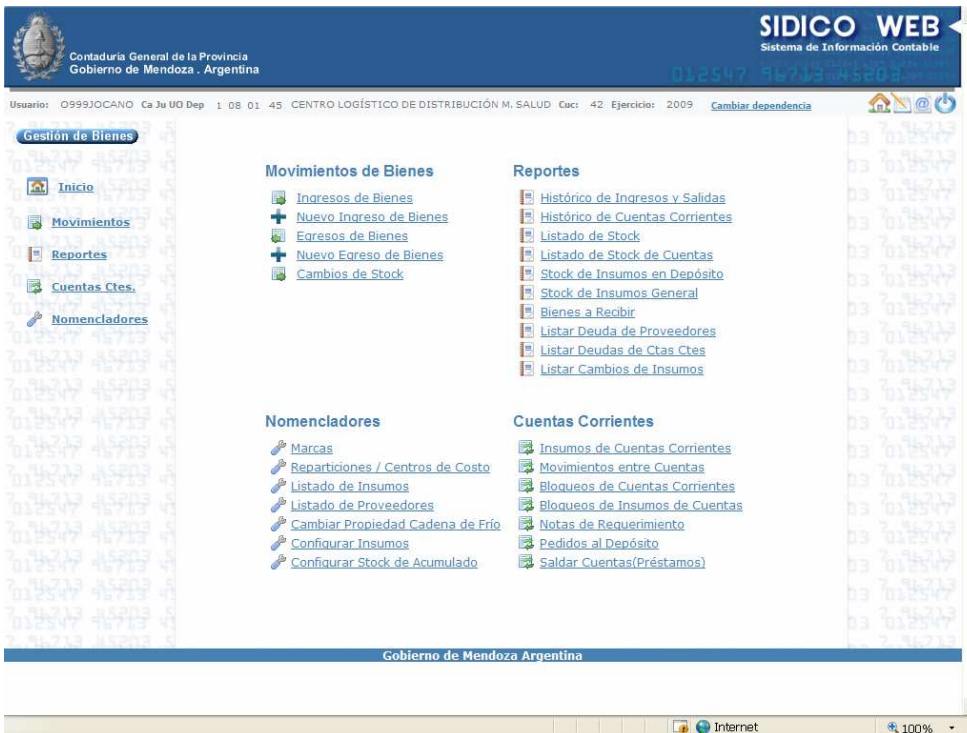 SIDICO WEB
Sistema de Información Contable
Contaduría General de la Provincia
Gobierno de Mendoza . Argentina
Usuario: O999JOCANO Ca Ju UO Dep 1 08 01 45 CENTRO LOGÍSTICO DE DISTRIBUCIÓN M. SALUD Cuc: 42 Ejercicio: 2009 Cambiar dependencia
Gestión de Bienes
Inicio
Movimientos
Reportes
Cuentas Ctes.
Nomencladores
Movimientos de Bienes
Ingresos de Bienes
Nuevo Ingreso de Bienes
Egresos de Bienes
Nuevo Egreso de Bienes
Cambios de Stock
Reportes
Histórico de Ingresos y Salidas
Histórico de Cuentas Corrientes
Listado de Stock
Listado de Stock de Cuentas
Stock de Insumos en Depósito
Stock de Insumos General
Bienes a Recibir
Listar Deuda de Proveedores
Listar Deudas de Ctas Ctes
Listar Cambios de Insumos
Nomencladores
Marcas
Reparticiones / Centros de Costo
Listado de Insumos
Listado de Proveedores
Cambiar Propiedad Cadena de Frío
Configurar Insumos
Configurar Stock de Acumulado
Cuentas Corrientes
Insumos de Cuentas Corrientes
Movimientos entre Cuentas
Bloqueos de Cuentas Corrientes
Bloqueos de Insumos de Cuentas
Notas de Requerimiento
Pedidos al Depósito
Saldar Cuentas(Préstamos)
Gobierno de Mendoza Argentina
Internet
100%